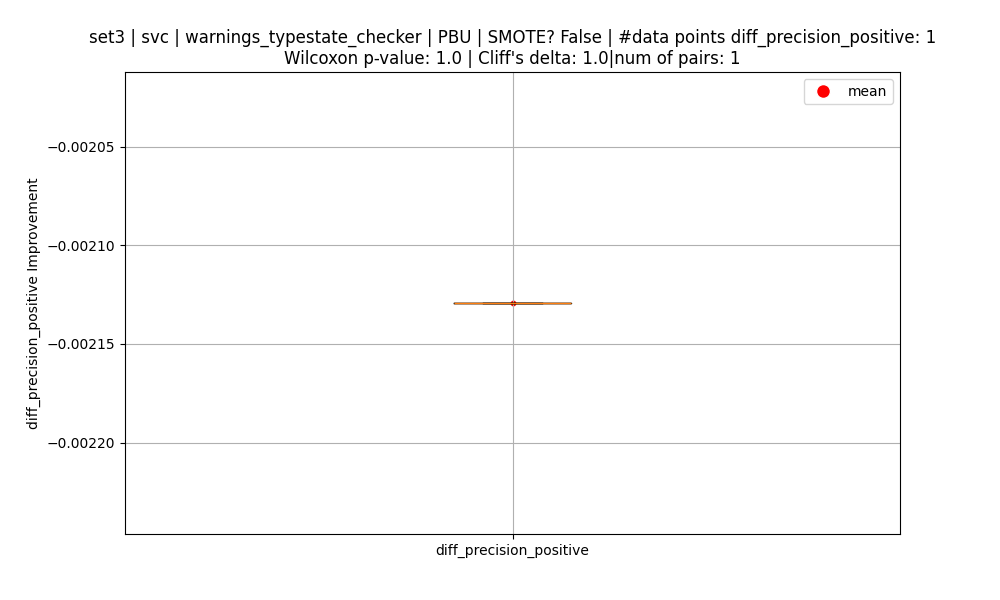 set3 | svc | warnings_typestate_checker | PBU | SMOTE? False | #data points diff_precision_positive: 1
Wilcoxon p-value: 1.0 | Cliff's delta: 1.0|num of pairs: 1
mean
−0.00205
−0.00210
−0.00215
−0.00220
diff_precision_positive Improvement
diff_precision_positive